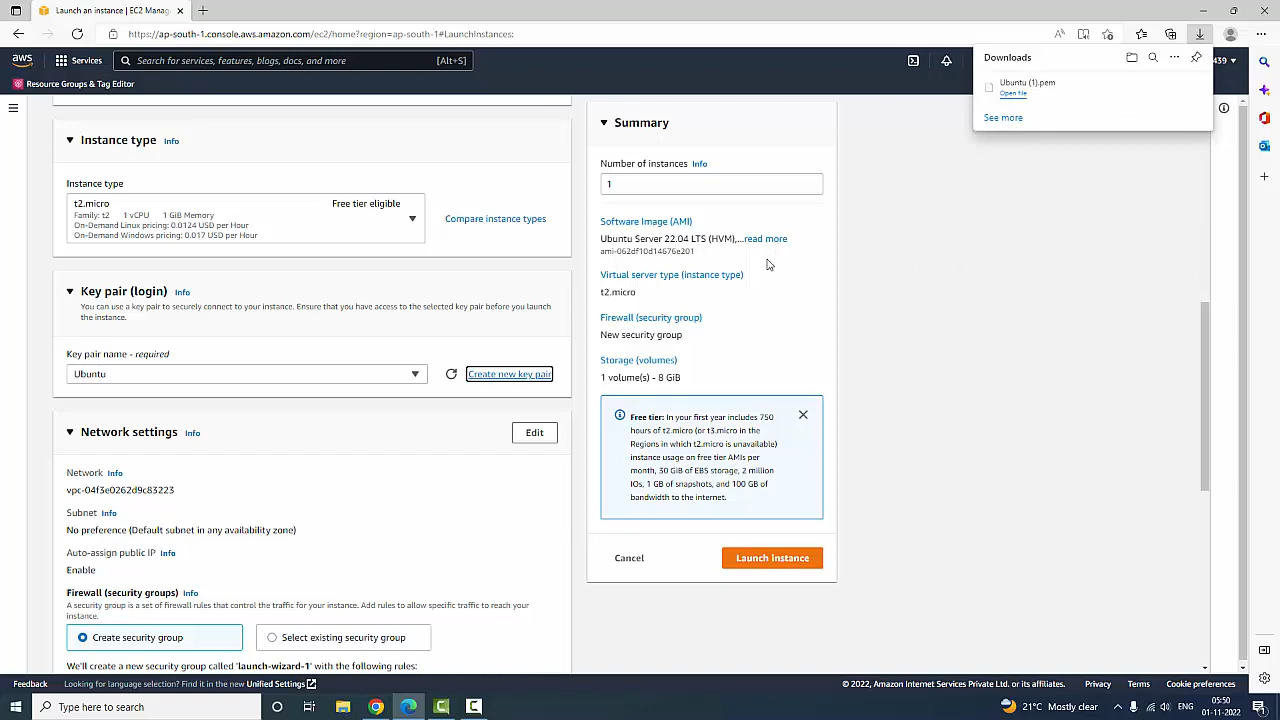 Launch an instance | EC2 Manag
https://ap-south-1.console.aws.amazon.com/ec2/home?region=ap-south-1#LaunchInstances:
aws
Services
Search for services, features, blogs, docs, and more
[Alt+S]
439
Resource Groups & Tag Editor
Downloads
Ubuntu (1).pem
Open file
See more
Instance type Info
Instance type
t2.micro
Free tier eligible
Family: t2 1 vCPU 1 GiB Memory
On-Demand Linux pricing: 0.0124 USD per Hour
On-Demand Windows pricing: 0.017 USD per Hour
Compare instance types
Key pair (login) Info
You can use a key pair to securely connect to your instance. Ensure that you have access to the selected key pair before you launch
the instance.
Key pair name - required
Ubuntu
Create new key pair
Network settings Info
Edit
Network Info
vpc-04f3e0262d9c83223
Subnet Info
No preference (Default subnet in any availability zone)
Auto-assign public IP Info
Enable
Firewall (security groups) Info
A security group is a set of firewall rules that control the traffic for your instance. Add rules to allow specific traffic to reach your
instance.
Create security group
Select existing security group
We'll create a new security group called 'launch-wizard-1' with the following rules:
Summary
Number of instances Info
1
Software Image (AMI)
Ubuntu Server 22.04 LTS (HVM),...read more
ami-062df10d14676e201
Virtual server type (instance type)
t2.micro
Firewall (security group)
New security group
Storage (volumes)
1 volume(s) - 8 GiB
Free tier: In your first year includes 750
hours of t2.micro (or t3.micro in the
Regions in which t2.micro is unavailable)
instance usage on free tier AMIs per
month, 30 GiB of EBS storage, 2 million
IOs, 1 GB of snapshots, and 100 GB of
bandwidth to the internet.
Cancel
Launch instance
Feedback
Looking for language selection? Find it in the new Unified Settings
© 2022, Amazon Internet Services Private Ltd. or its affiliates.
Privacy
Terms
Cookie preferences
Type here to search
21°C Mostly clear
ENG
05:50
01-11-2022